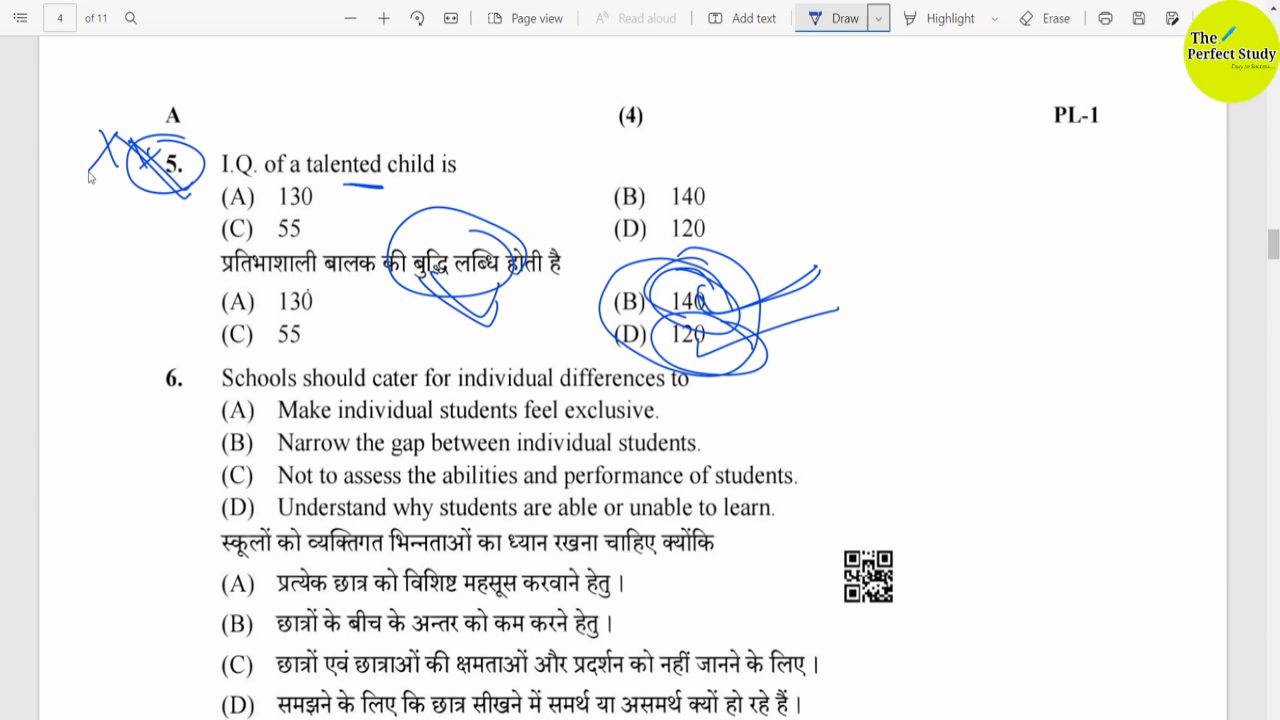 4 of 11 Page view Read aloud Add text Draw Highlight Erase
The
Perfect Study
A (4) PL-1
5. I.Q. of a talented child is
(A) 130 (B) 140
(C) 55 (D) 120
प्रतिभाशाली बालक की बुद्धि लब्धि होती है
(A) 130 (B) 140
(C) 55 (D) 120
6. Schools should cater for individual differences to
(A) Make individual students feel exclusive.
(B) Narrow the gap between individual students.
(C) Not to assess the abilities and performance of students.
(D) Understand why students are able or unable to learn.
स्कूलों को व्यक्तिगत भिन्नताओं का ध्यान रखना चाहिए क्योंकि
(A) प्रत्येक छात्र को विशिष्ट महसूस करवाने हेतु ।
(B) छात्रों के बीच के अन्तर को कम करने हेतु ।
(C) छात्रों एवं छात्राओं की क्षमताओं और प्रदर्शन को नहीं जानने के लिए ।
(D) समझने के लिए कि छात्र सीखने में समर्थ या असमर्थ क्यों हो रहे हैं ।